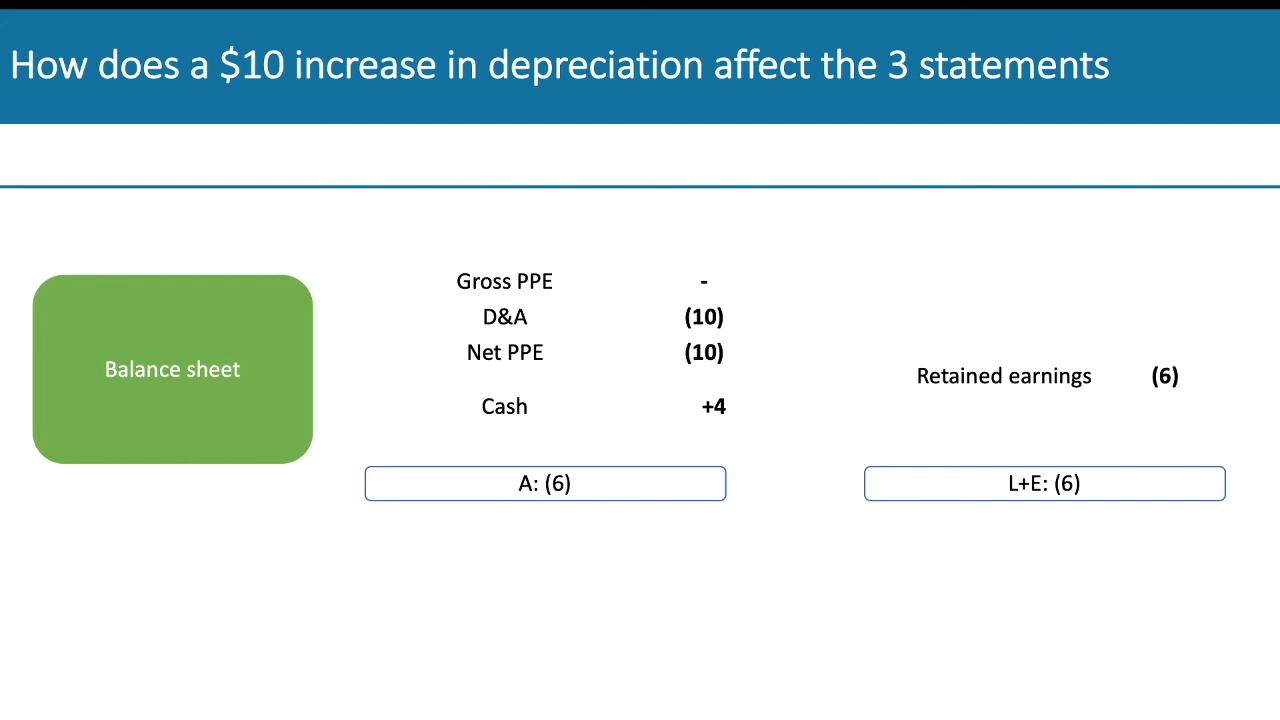 How does a $10 increase in depreciation affect the 3 statements
Balance sheet
Gross PPE -
D&A (10)
Net PPE (10)
Cash +4
Retained earnings (6)
A: (6)
L+E: (6)